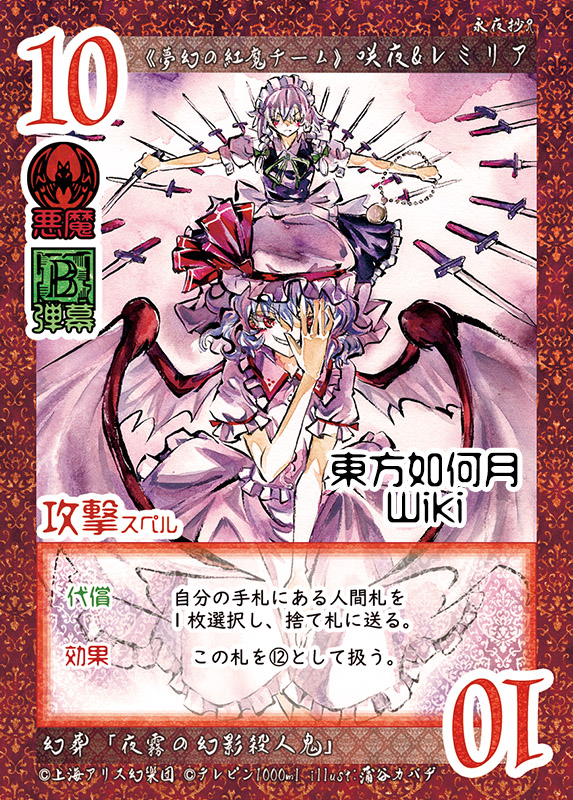 永夜抄
10
《夢幻の紅魔チーム》咲夜&レミリア
悪魔
B
弾幕
東方如何月
Wiki
攻撃スペル
代償
自分の手札にある人間札を
1枚選択し、捨て札に送る。
効果
この札を⑫として扱う。
10
幻葬「夜霧の幻影殺人鬼」
©上海アリス幻樂団 ©テレピン1000ml illust:蒲谷カバヂ